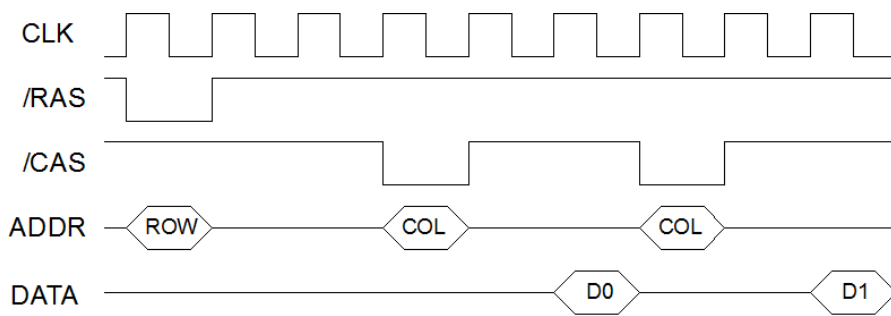 CLK
/RAS
/CAS
ADDR ROW COL COL
DATA D0 D1